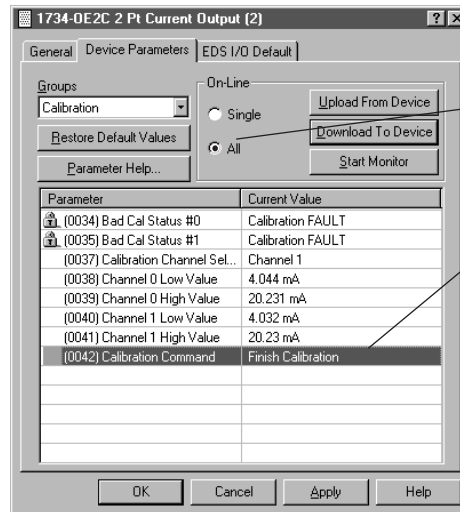 1734-OE2C 2 Pt Current Output (2)
General Device Parameters EDS I/O Default
Groups
Calibration
Restore Default Values
Parameter Help...
On-Line
Single
All
Upload From Device
Download To Device
Start Monitor
Parameter Current Value
(0034) Bad Cal Status #0 Calibration FAULT
(0035) Bad Cal Status #1 Calibration FAULT
(0037) Calibration Channel Sel... Channel 1
(0038) Channel 0 Low Value 4.044 mA
(0039) Channel 0 High Value 20.231 mA
(0040) Channel 1 Low Value 4.032 mA
(0041) Channel 1 High Value 20.23 mA
(0042) Calibration Command Finish Calibration
OK Cancel Apply Help